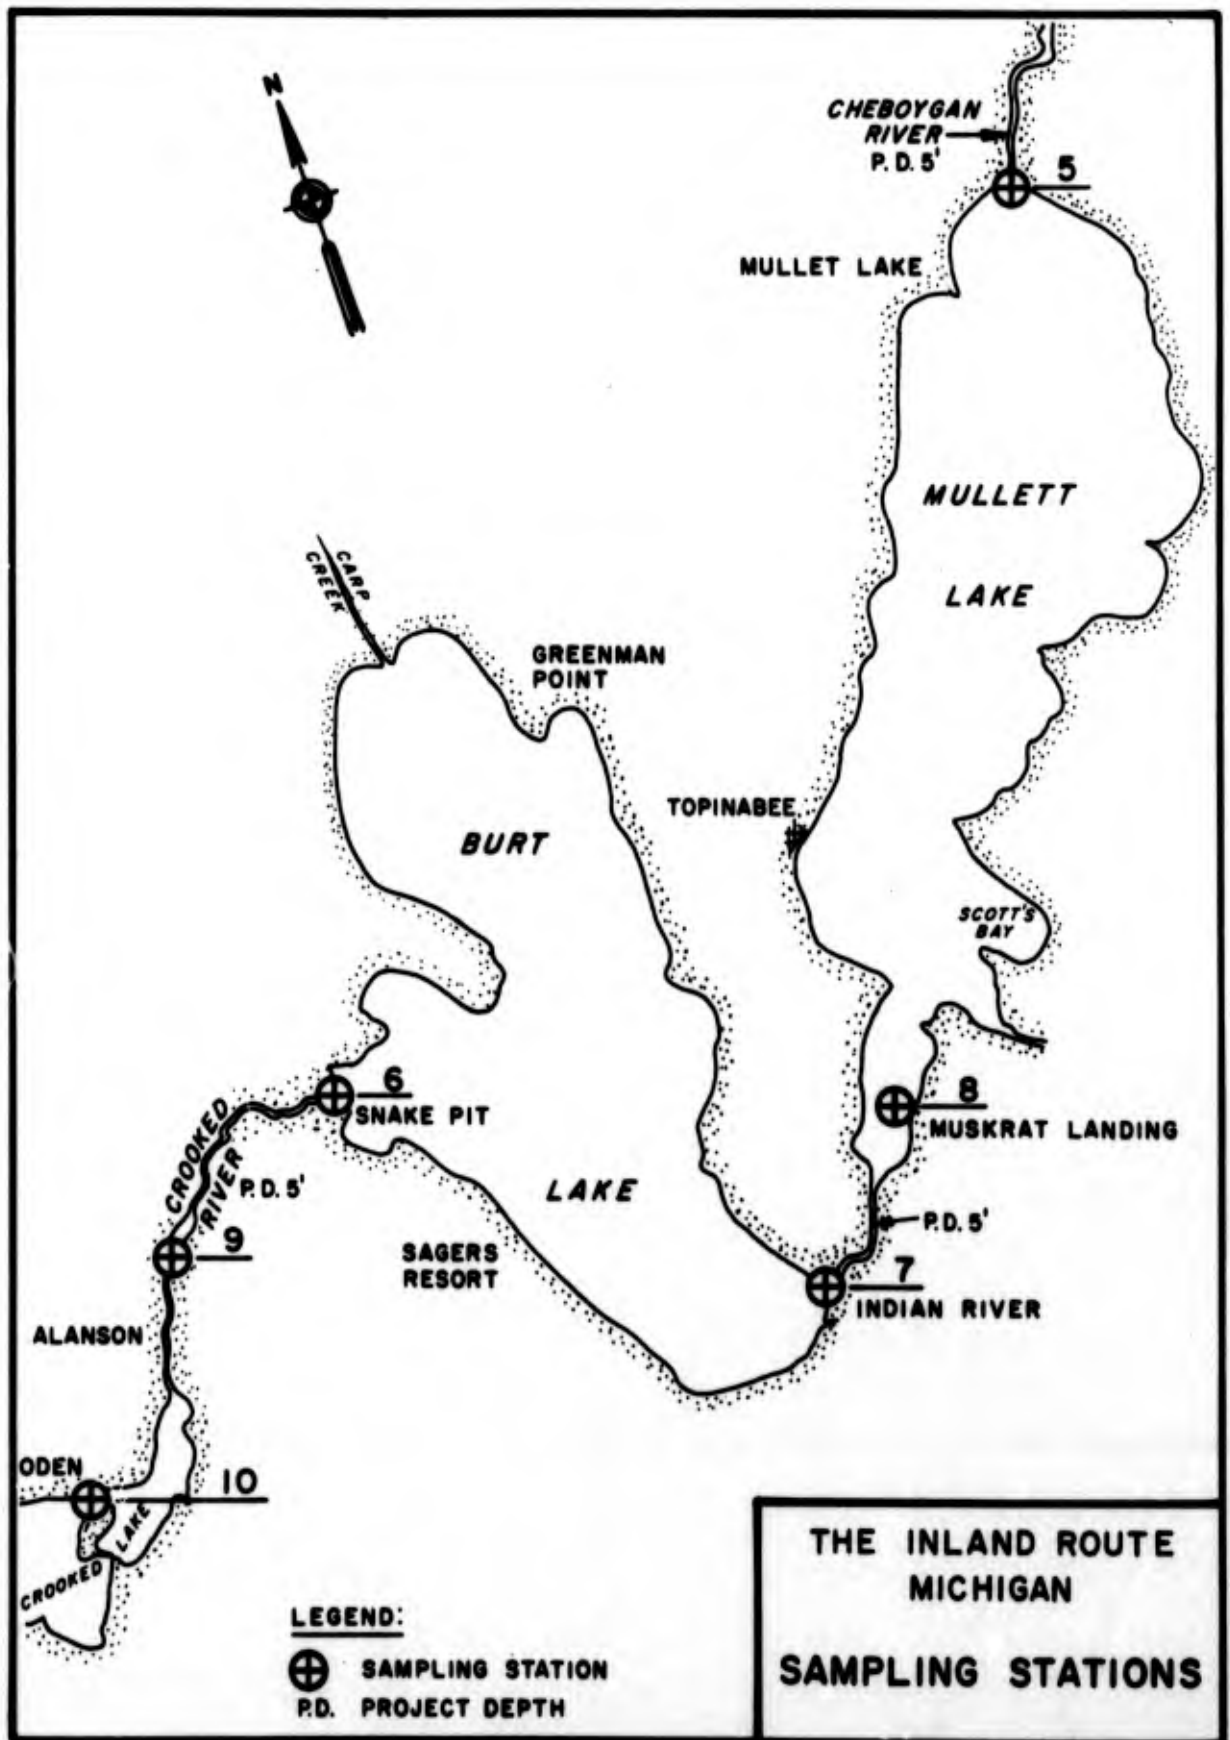 N
CHEBOYGAN
RIVER
P. D. 5'
5
MULLET LAKE
MULLETT
LAKE
CARP
CREEK
GREENMAN
POINT
TOPINABEE
BURT
SCOTT'S
BAY
6
SNAKE PIT
8
MUSKRAT LANDING
CROOKED
RIVER
P. D. 5'
LAKE
P.D. 5'
9
SAGERS
RESORT
7
INDIAN RIVER
ALANSON
ODEN
10
CROOKED
LAKE
LEGEND:
SAMPLING STATION
P.D. PROJECT DEPTH
THE INLAND ROUTE
MICHIGAN
SAMPLING STATIONS